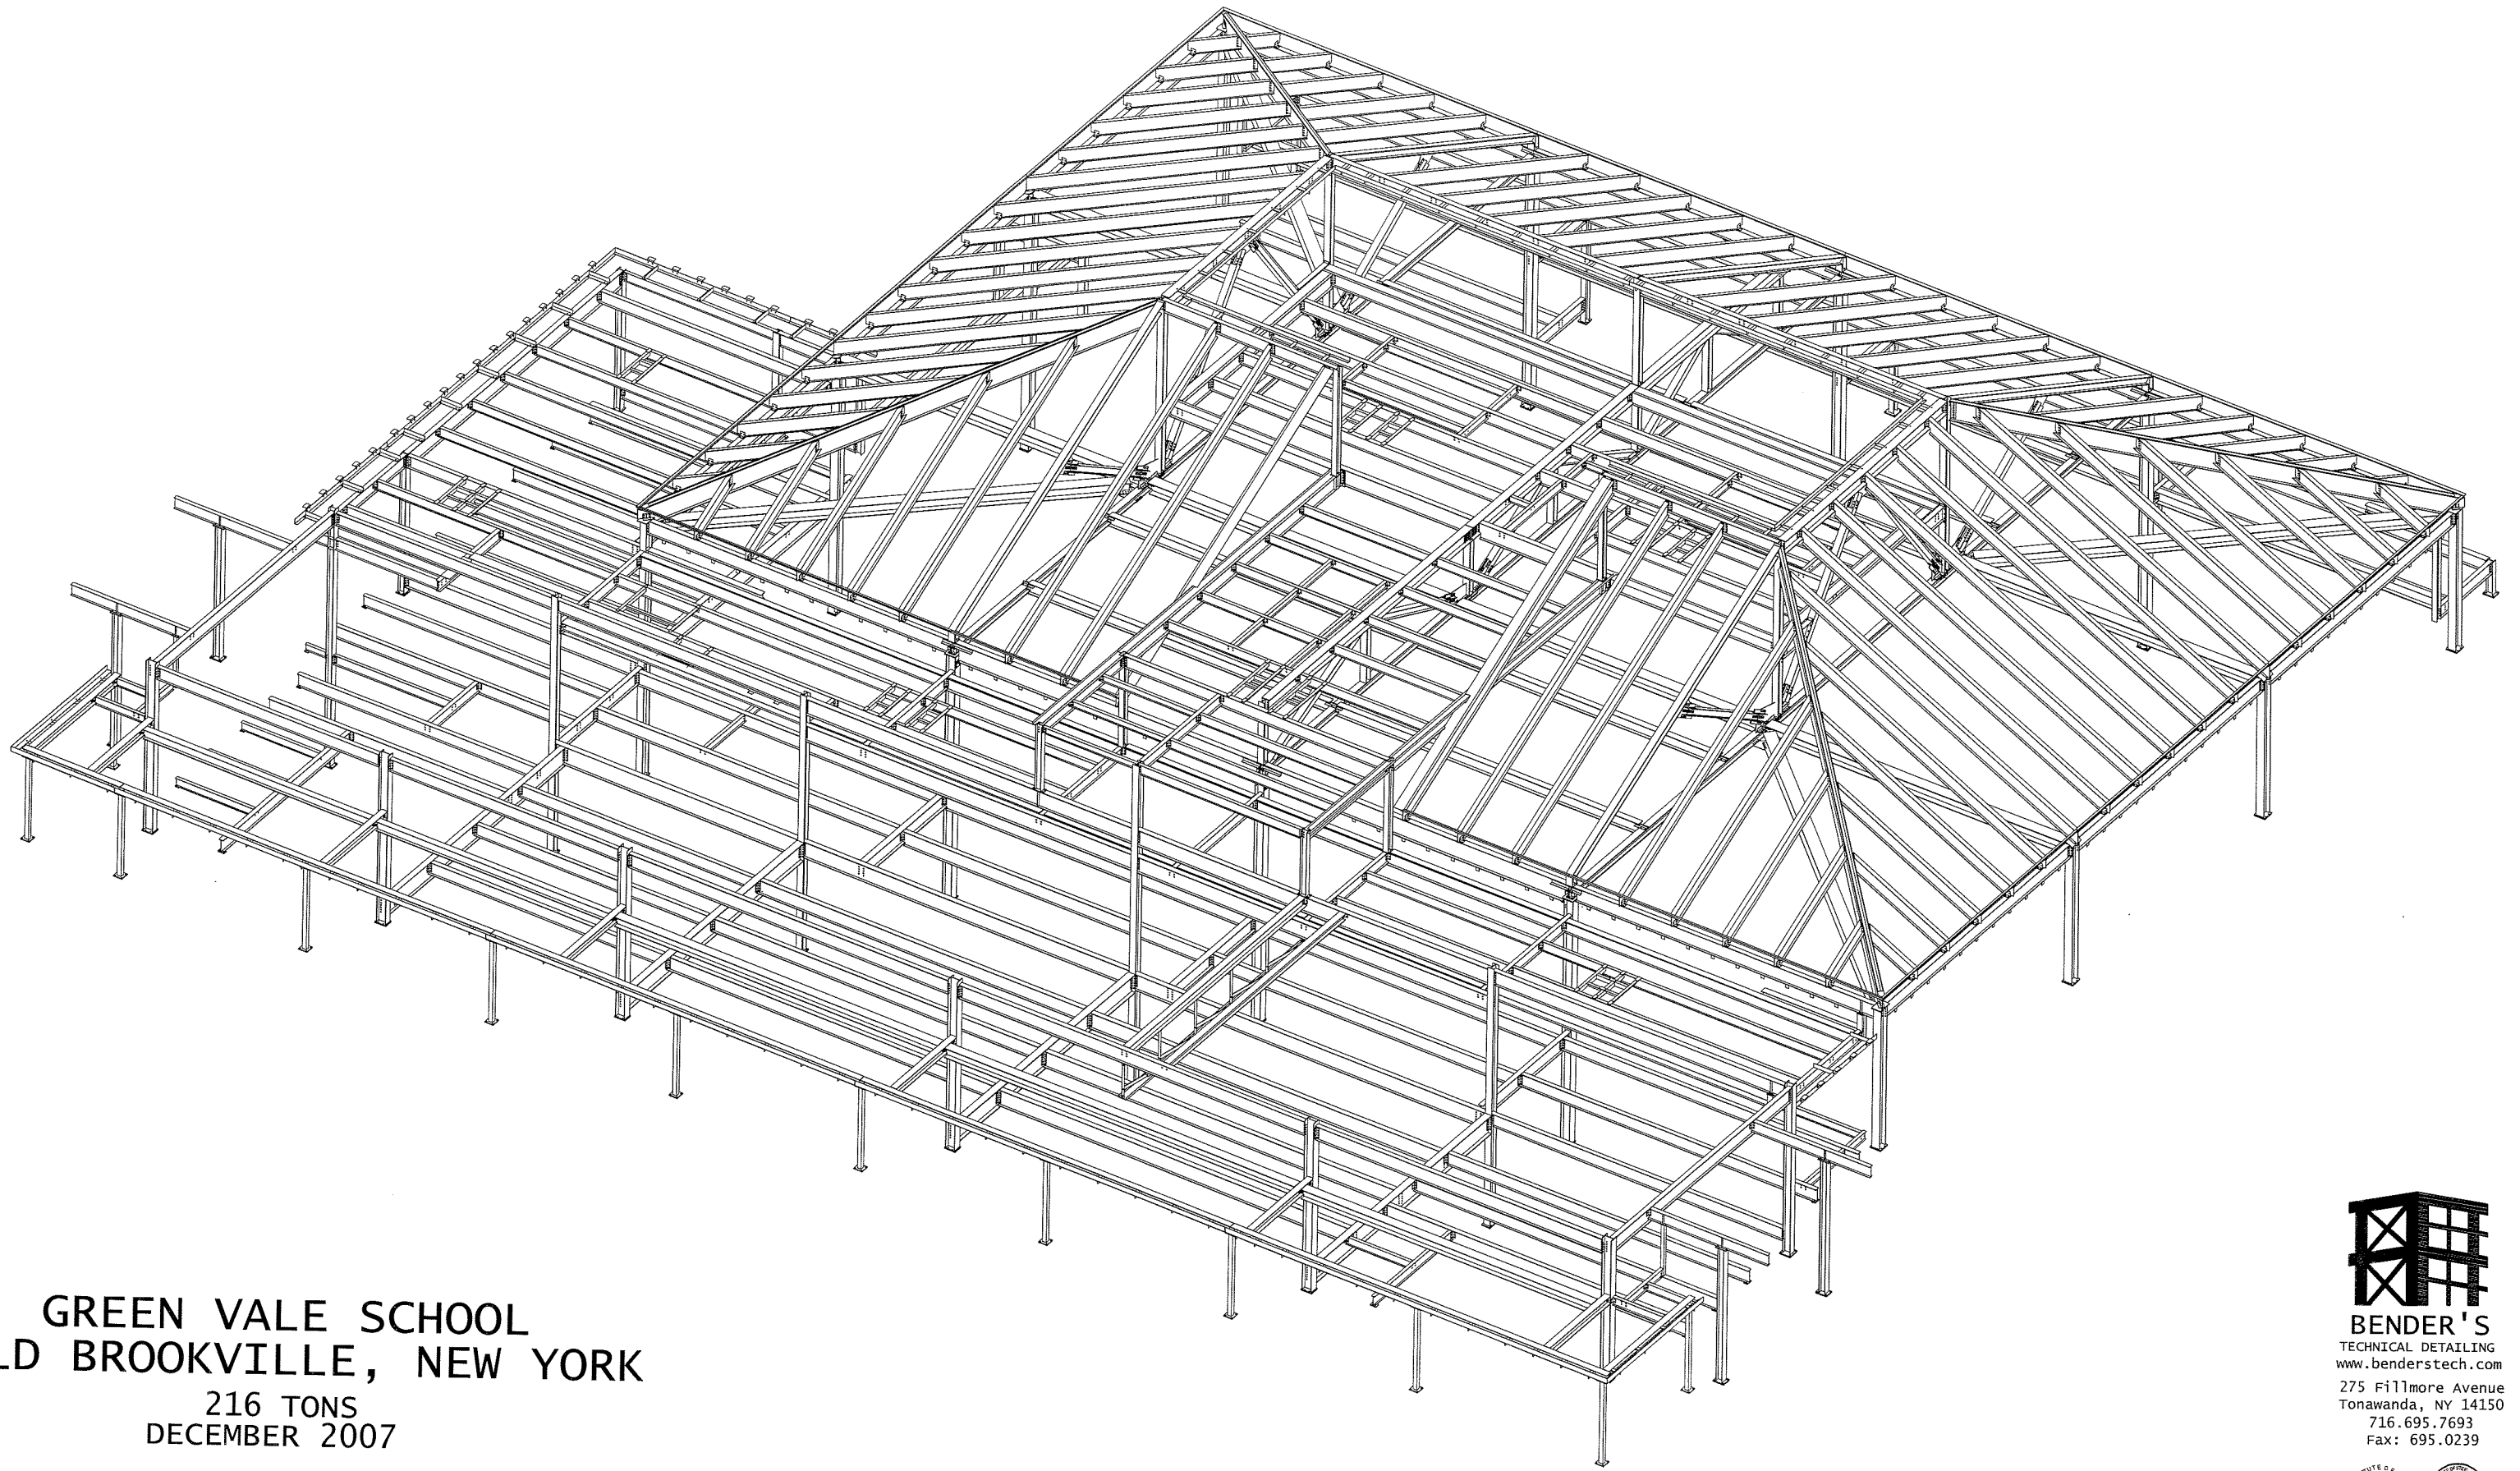 GREEN VALE SCHOOL
LD BROOKVILLE, NEW YORK
216 TONS
DECEMBER 2007
BENDER'S
TECHNICAL DETAILING
www.benderstech.com
275 Fillmore Avenue
Tonawanda, NY 14150
716.695.7693
Fax: 695.0239